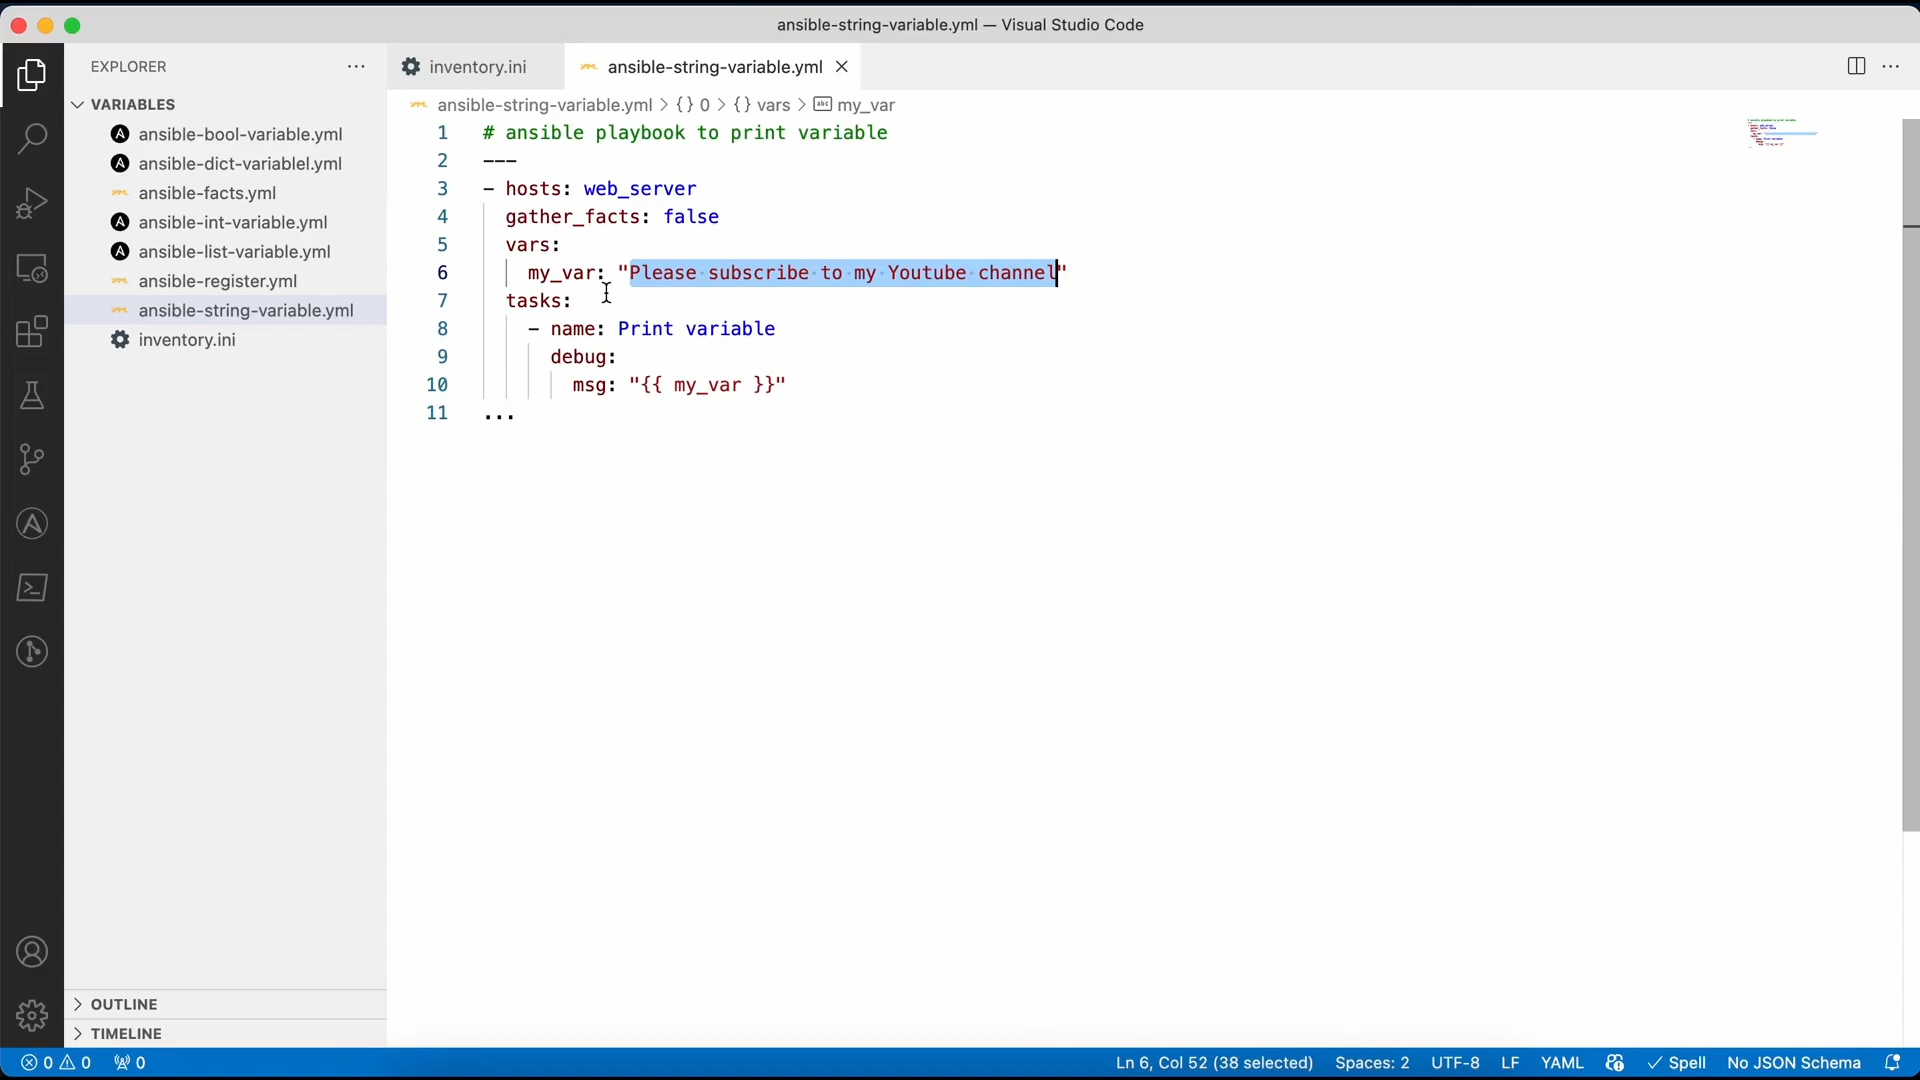 ansible-string-variable.yml — Visual Studio Code
EXPLORER
VARIABLES
ansible-bool-variable.yml
ansible-dict-variablel.yml
ansible-facts.yml
ansible-int-variable.yml
ansible-list-variable.yml
ansible-register.yml
ansible-string-variable.yml
inventory.ini
OUTLINE
TIMELINE
inventory.ini
ansible-string-variable.yml
ansible-string-variable.yml > {} 0 > {} vars > abc my_var
1 # ansible playbook to print variable
2 ---
3 - hosts: web_server
4 gather_facts: false
5 vars:
6 my_var: "Please subscribe to my Youtube channel"
7 tasks:
8 - name: Print variable
9 debug:
10 msg: "{{ my_var }}"
11 ...
0 0 0
Ln 6, Col 52 (38 selected) Spaces: 2 UTF-8 LF YAML Spell No JSON Schema